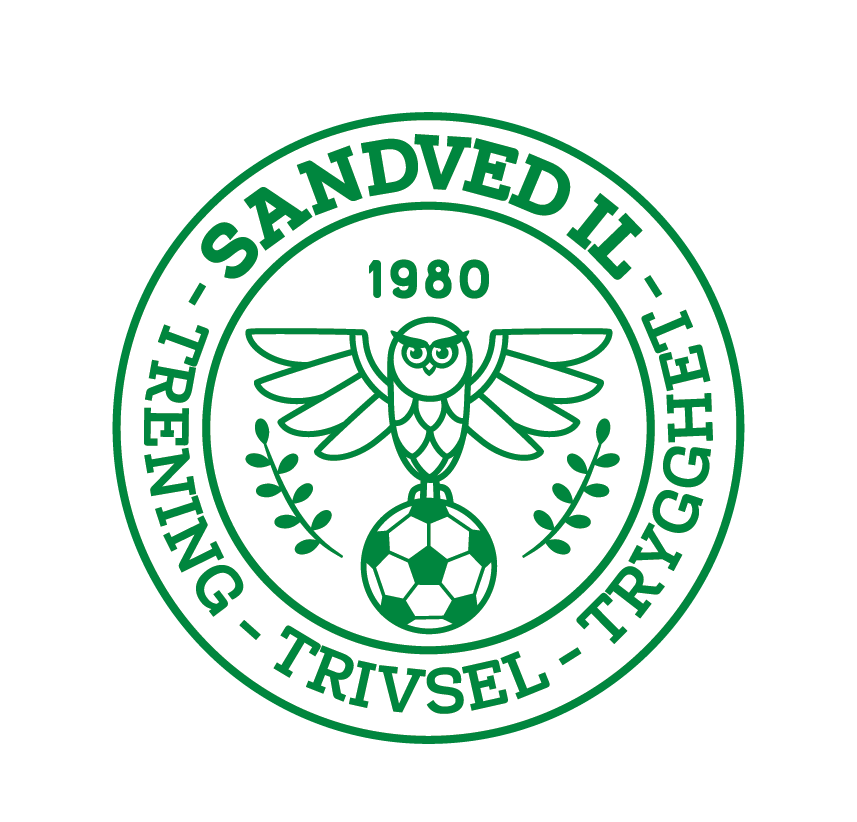 SANDVED IL
1980
- TRENING - TRIVSEL - TRYGGHET -